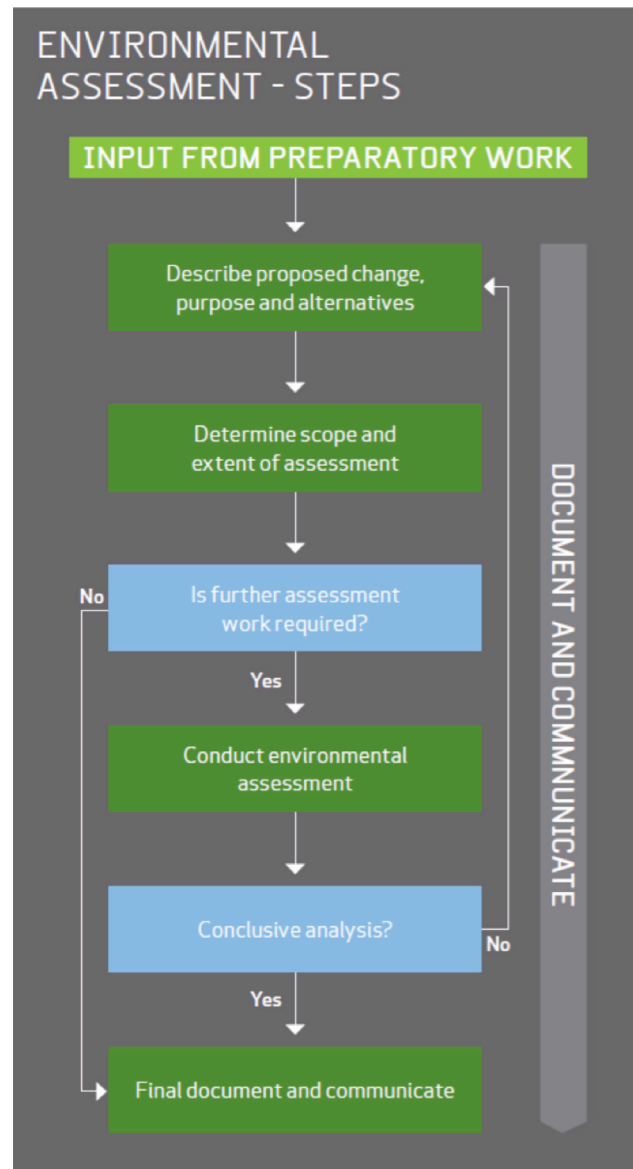 ENVIRONMENTAL
ASSESSMENT - STEPS
INPUT FROM PREPARATORY WORK
Describe proposed change,
purpose and alternatives
Determine scope and
extent of assessment
No
Is further assessment
work required?
Yes
Conduct environmental
assessment
Conclusive analysis?
No
Yes
Final document and communicate
DOCUMENT AND COMMNUNICATE